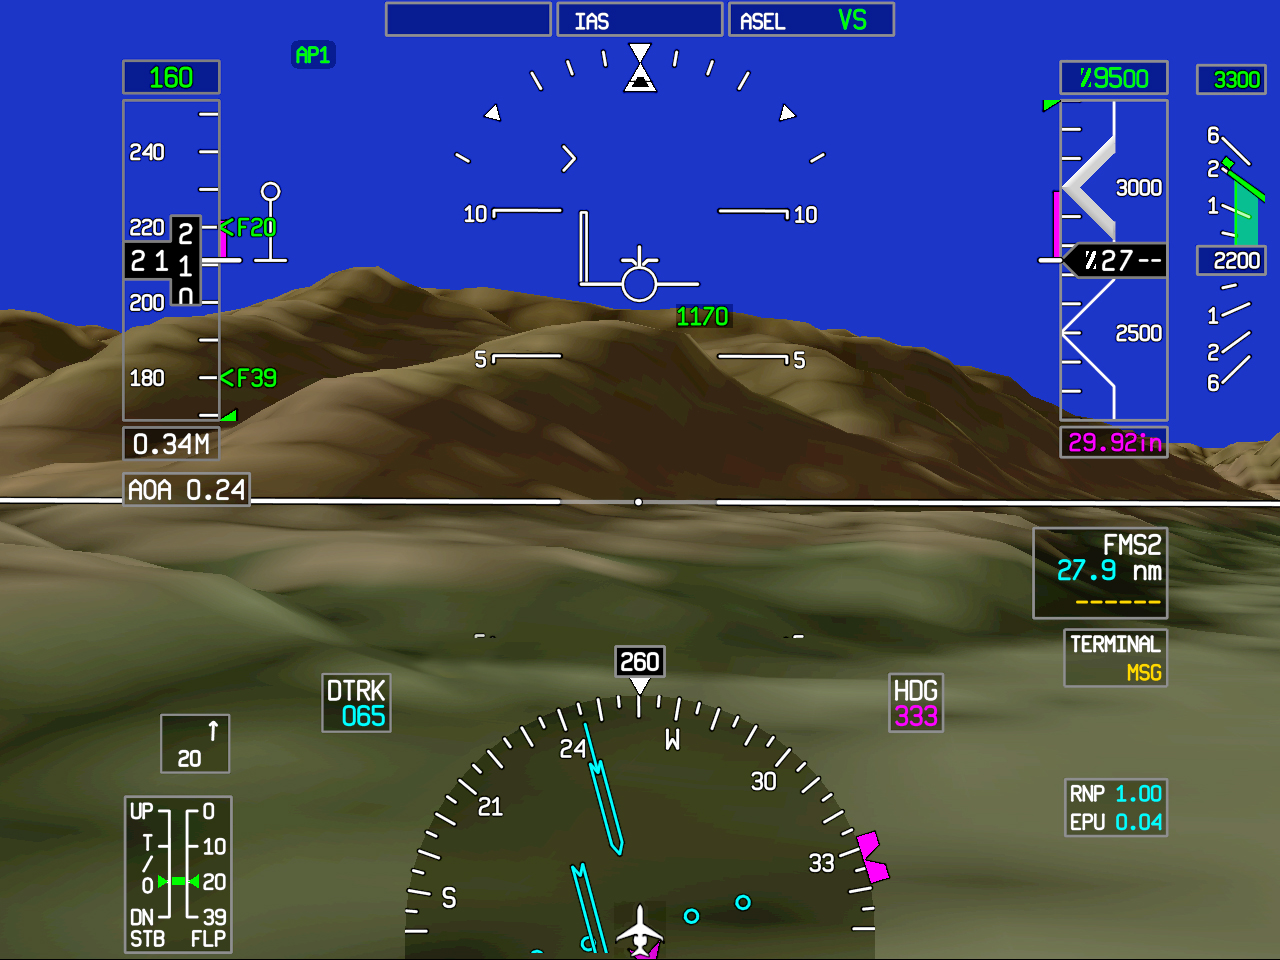 IAS
ASEL VS
AP1
160
9500
3300
240
220
2 1
2
1
0
200
180
F20
F39
0.34M
AOA 0.24
10
10
5
5
1170
3000
27--
2500
29.92in
6
2
1
2200
1
2
6
FMS2
27.9 nm
------
TERMINAL
MSG
260
DTRK
065
HDG
333
20
24
W
21
30
33
S
RNP 1.00
EPU 0.04
UP 0
T 10
/
0 20
DN 39
STB FLP